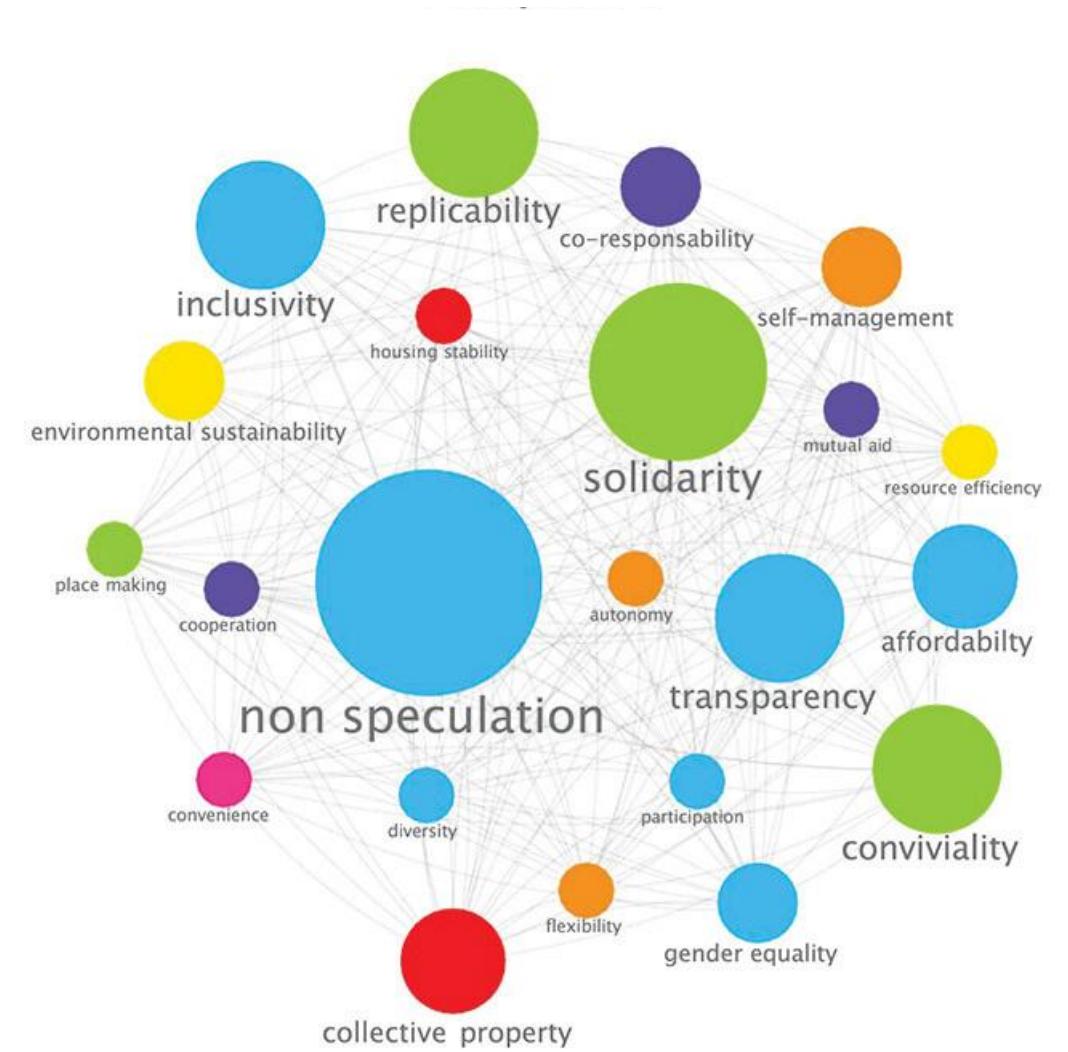 replicability
co-responsability
inclusivity
self-management
housing stability
environmental sustainability
mutual aid
solidarity
resource efficiency
place making
autonomy
cooperation
affordabilty
transparency
non speculation
convenience
participation
diversity
conviviality
flexibility
gender equality
collective property